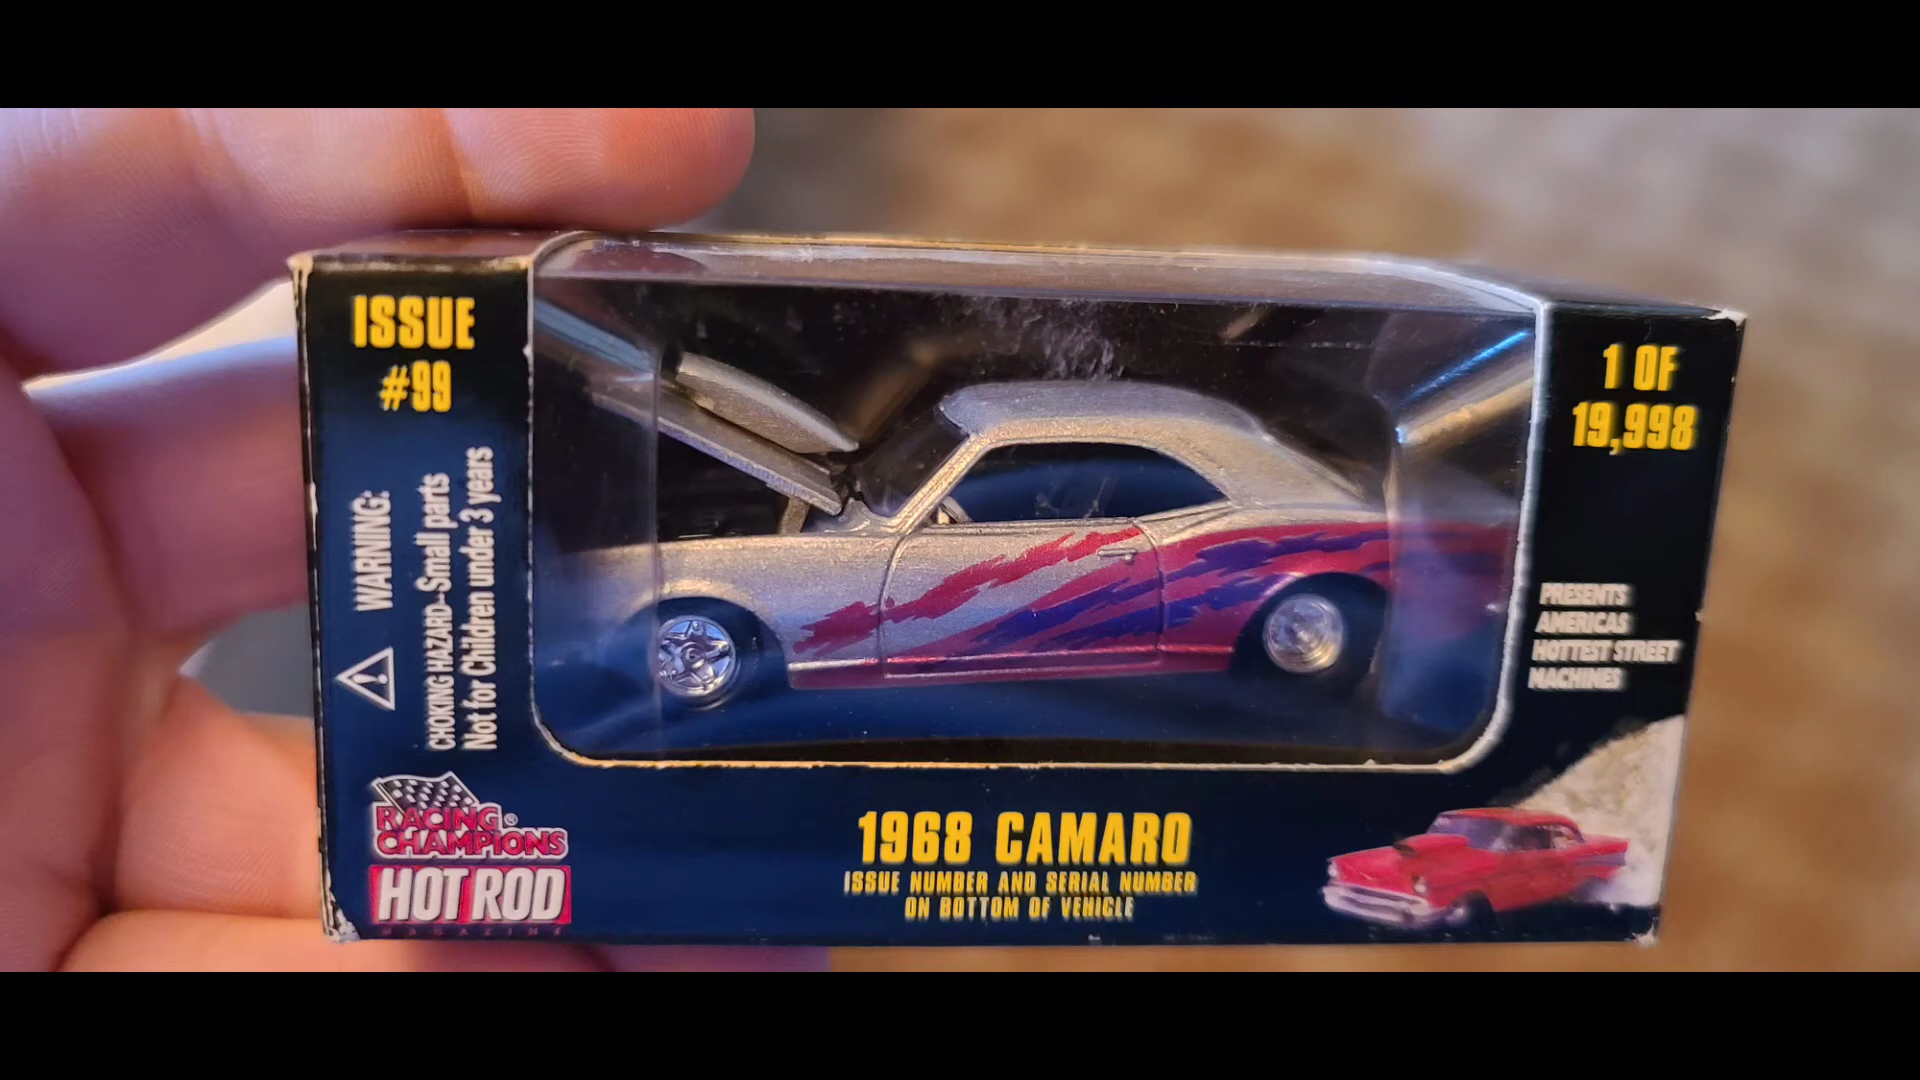 ISSUE
#99
WARNING:
CHOKING HAZARD--Small parts
Not for Children under 3 years
1 OF
19,998
PRESENTS
AMERICAS
HOTTEST STREET
MACHINES
RACING®
CHAMPIONS
HOT ROD
MAGAZINE
1968 CAMARO
ISSUE NUMBER AND SERIAL NUMBER
ON BOTTOM OF VEHICLE